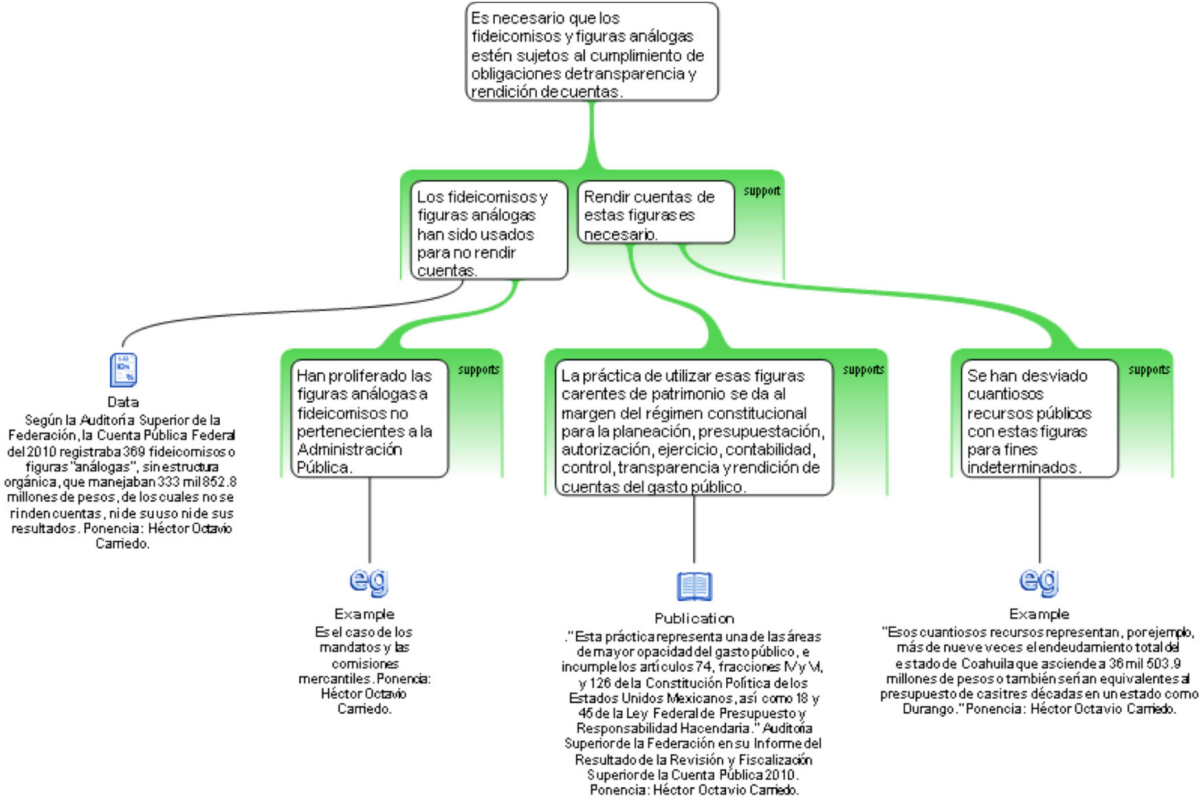 Es necesario que los
fideicomisos y figuras análogas
estén sujetos al cumplimiento de
obligaciones detransparencia y
rendición de cuentas.
Los fideicomisos y
figuras análogas
han sido usados
para no rendir
cuentas.
Rendir cuentas de
estas figuras es
necesario.
support
Data
Según la Auditoría Superior de la
Federación, la Cuenta Pública Federal
del 2010 registraba 369 fideicomisos o
figuras "análogas", sin estructura
orgánica, que manejaban 333 mil 852.8
millones de pesos, de los cuales no se
rinden cuentas, ni de su uso ni de sus
resultados. Ponencia: Héctor Octavio
Carriedo.
Han proliferado las
figuras análogas a
fideicomisos no
pertenecientes a la
Administración
Pública.
supports
Example
Es el caso de los
mandatos y las
comisiones
mercantiles. Ponencia:
Héctor Octavio
Carriedo.
La práctica de utilizar esas figuras
carentes de patrimonio se da al
margen del régimen constitucional
para la planeación, presupuestación,
autorización, ejercicio, contabilidad,
control, transparencia y rendición de
cuentas del gasto público.
supports
Publication
."Esta práctica representa una de las áreas
de mayor opacidad del gasto público, e
incumple los artículos 74, fracciones IV y VI,
y 126 de la Constitución Política de los
Estados Unidos Mexicanos, así como 18 y
45 de la Ley Federal de Presupuesto y
Responsabilidad Hacendaria." Auditoría
Superior de la Federación en su Informe del
Resultado de la Revisión y Fiscalización
Superior de la Cuenta Pública 2010.
Ponencia: Héctor Octavio Carriedo.
Se han desviado
cuantiosos
recursos públicos
con estas figuras
para fines
indeterminados.
supports
Example
"Esos cuantiosos recursos representan, por ejemplo,
más de nueve veces el endeudamiento total del
estado de Coahuila que asciende a 36 mil 503.9
millones de pesos o también serían equivalentes al
presupuesto de casi tres décadas en un estado como
Durango." Ponencia: Héctor Octavio Carriedo.